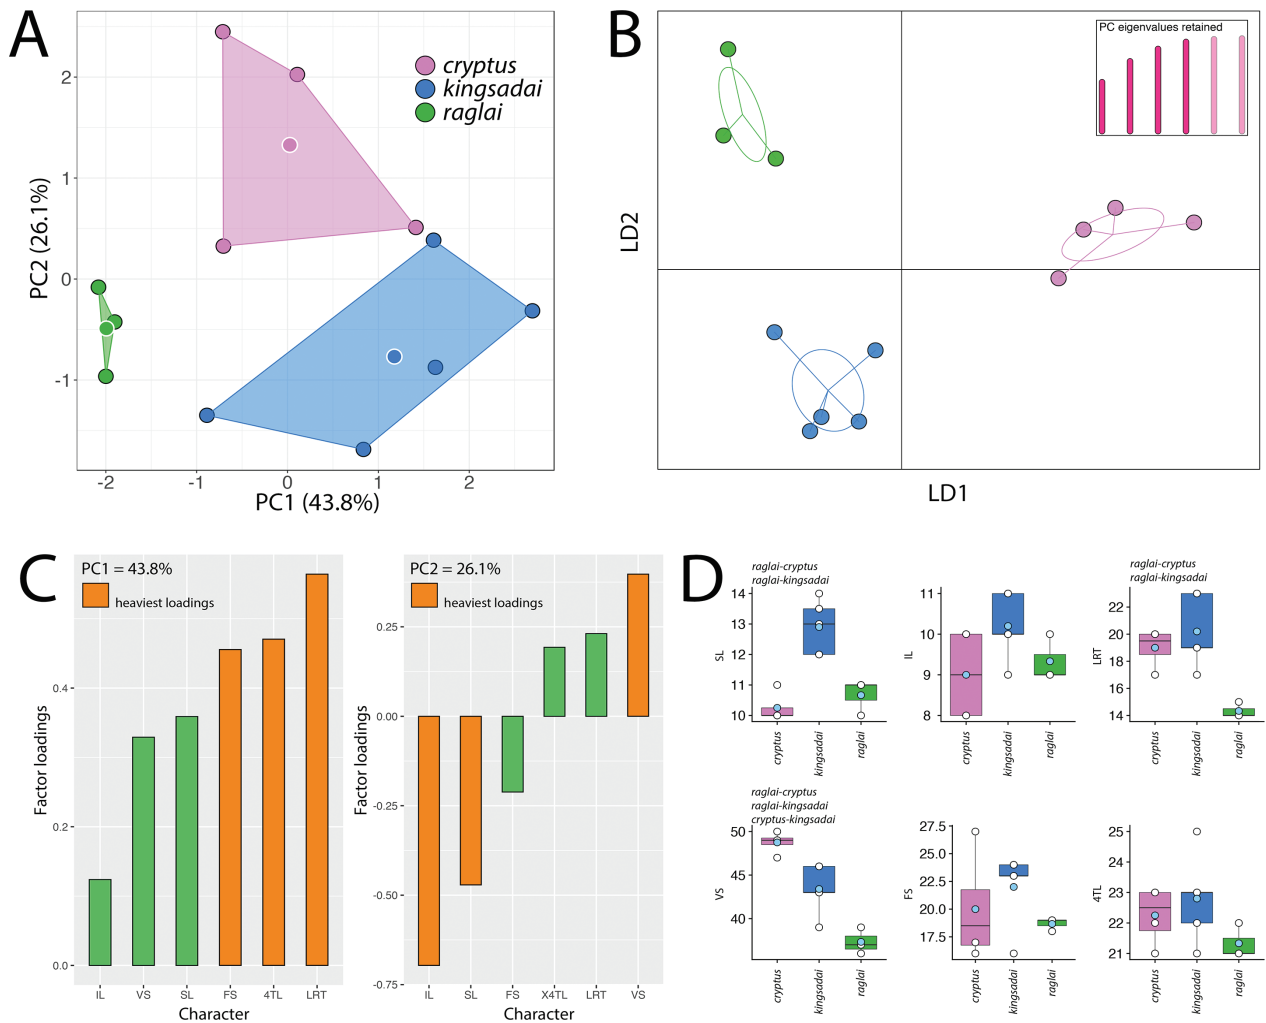 A
cryptus
kingsadai
raglai
PC2 (26.1%)
2
1
0
-1
-2
-1
0
1
2
PC1 (43.8%)
B
PC eigenvalues retained
LD2
LD1
C
PC1 = 43.8%
heaviest loadings
Factor loadings
0.4
0.2
0.0
IL VS SL FS 4TL LRT
Character
PC2 = 26.1%
heaviest loadings
Factor loadings
0.25
0.00
-0.25
-0.50
-0.75
IL SL FS X4TL LRT VS
Character
D
raglai-cryptus
raglai-kingsadai
SL
14
13
12
11
10
cryptus kingsadai raglai
IL
11
10
9
8
cryptus kingsadai raglai
raglai-cryptus
raglai-kingsadai
LRT
22
20
18
16
14
cryptus kingsadai raglai
raglai-cryptus
raglai-kingsadai
cryptus-kingsadai
VS
50
45
40
cryptus kingsadai raglai
FS
27.5
25.0
22.5
20.0
17.5
cryptus kingsadai raglai
4TL
25
24
23
22
21
cryptus kingsadai raglai